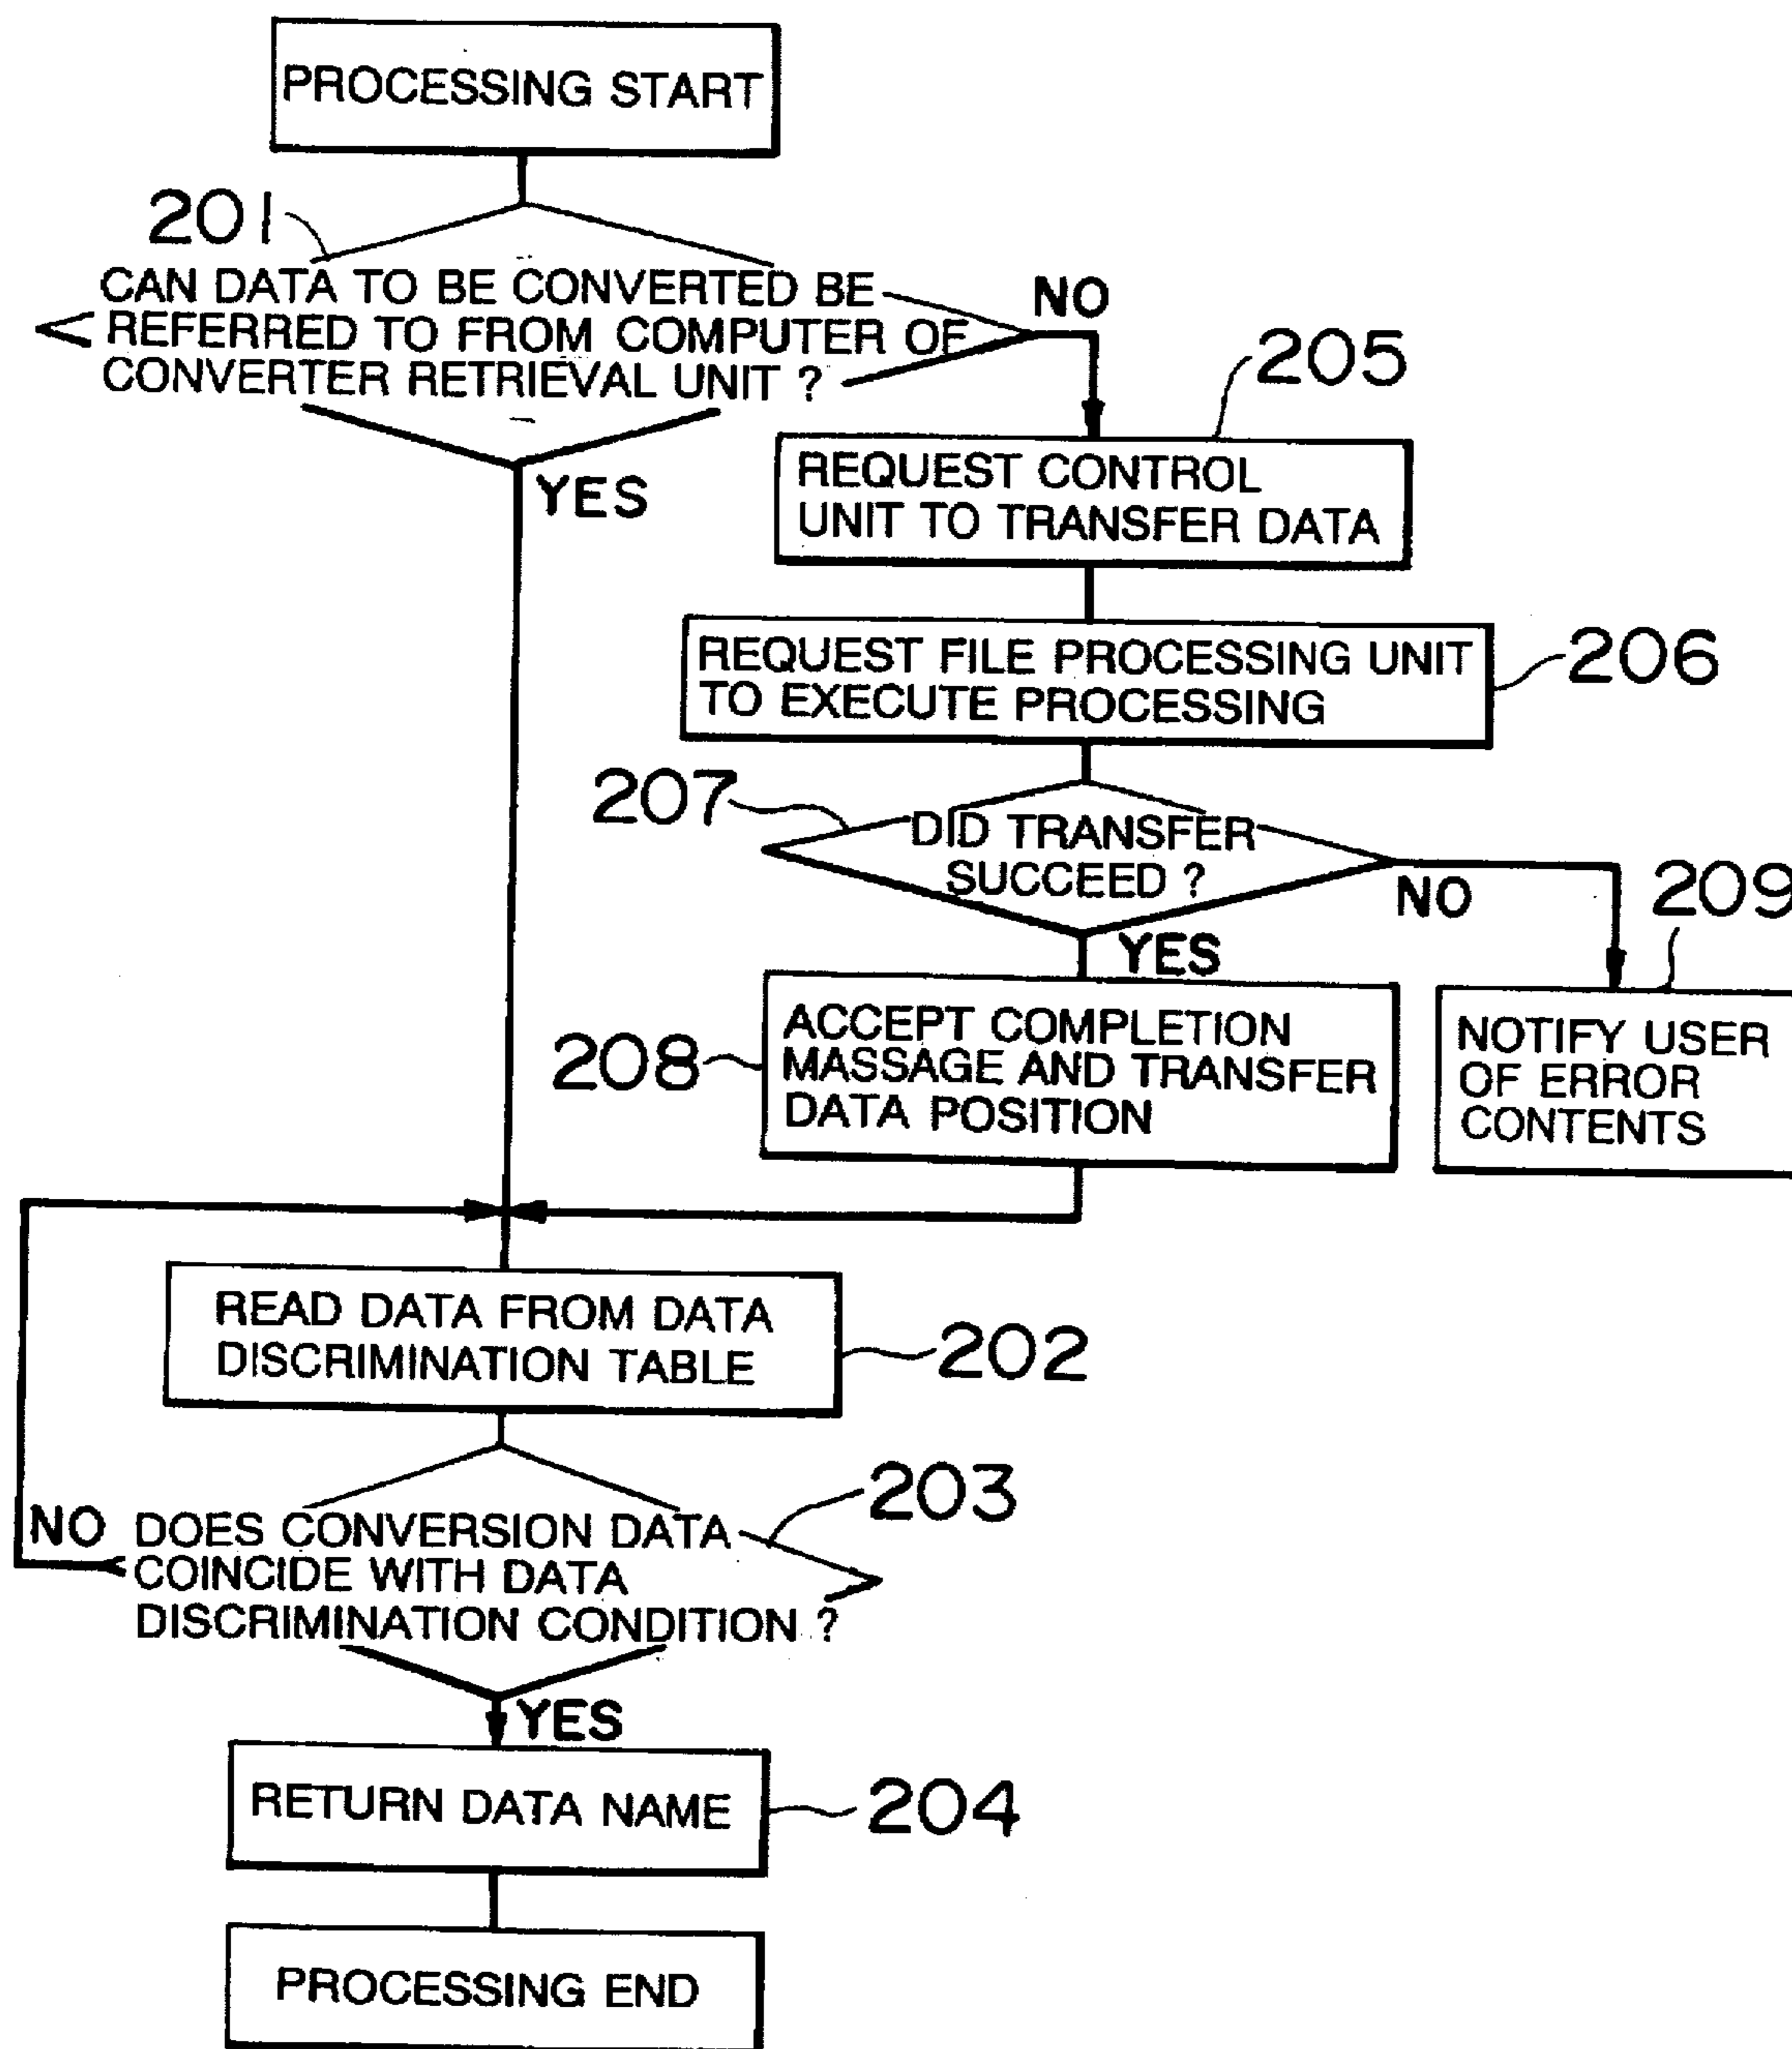 PROCESSING START
201
CAN DATA TO BE CONVERTED BE
REFERRED TO FROM COMPUTER OF
CONVERTER RETRIEVAL UNIT ?
NO
YES
205
REQUEST CONTROL
UNIT TO TRANSFER DATA
REQUEST FILE PROCESSING UNIT
TO EXECUTE PROCESSING
206
207
DID TRANSFER
SUCCEED ?
NO
YES
209
208
ACCEPT COMPLETION
MASSAGE AND TRANSFER
DATA POSITION
NOTIFY USER
OF ERROR
CONTENTS
READ DATA FROM DATA
DISCRIMINATION TABLE
202
203
NO
DOES CONVERSION DATA
COINCIDE WITH DATA
DISCRIMINATION CONDITION ?
YES
RETURN DATA NAME
204
PROCESSING END